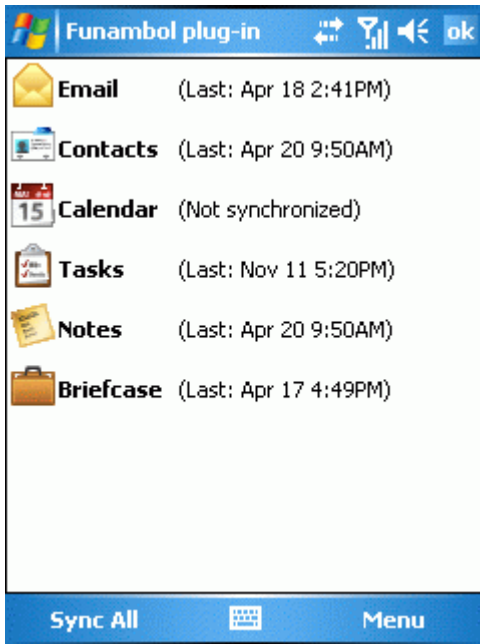 Funambol plug-in ok
Email (Last: Apr 18 2:41PM)
Contacts (Last: Apr 20 9:50AM)
15 Calendar (Not synchronized)
Tasks (Last: Nov 11 5:20PM)
Notes (Last: Apr 20 9:50AM)
Briefcase (Last: Apr 17 4:49PM)
Sync All Menu